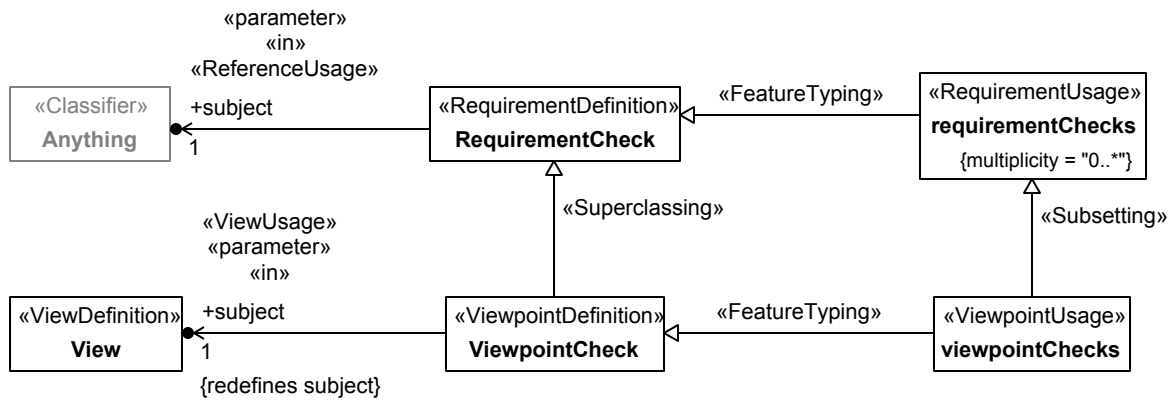 «parameter»
«in»
«ReferenceUsage»
«Classifier»
Anything
+subject
1
«RequirementDefinition»
RequirementCheck
«FeatureTyping»
«RequirementUsage»
requirementChecks
{multiplicity = "0..*"}
«Superclassing»
«Subsetting»
«ViewUsage»
«parameter»
«in»
«ViewDefinition»
View
+subject
1
{redefines subject}
«ViewpointDefinition»
ViewpointCheck
«FeatureTyping»
«ViewpointUsage»
viewpointChecks